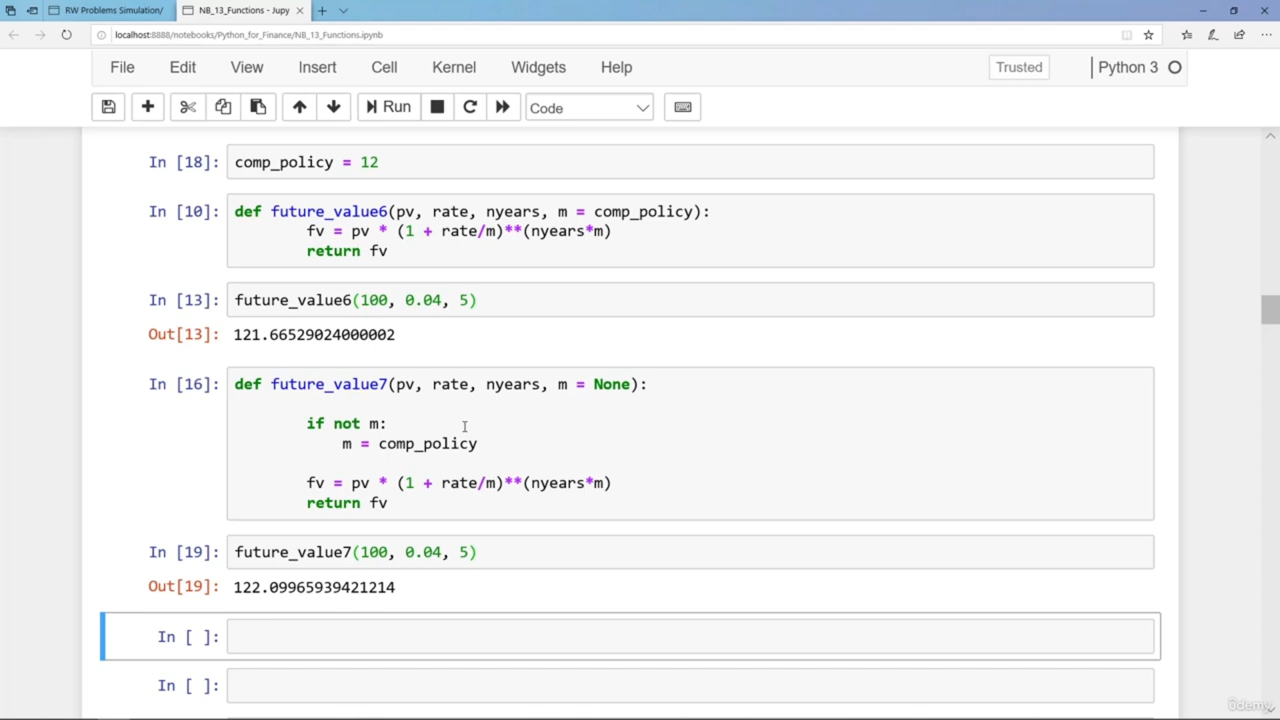 RW Problems Simulation/
NB_13_Functions - Jupy
localhost:8888/notebooks/Python_for_Finance/NB_13_Functions.ipynb
File Edit View Insert Cell Kernel Widgets Help Trusted Python 3
Run Code
In [18]: comp_policy = 12
In [10]: def future_value6(pv, rate, nyears, m = comp_policy):
fv = pv * (1 + rate/m)**(nyears*m)
return fv
In [13]: future_value6(100, 0.04, 5)
Out[13]: 121.66529024000002
In [16]: def future_value7(pv, rate, nyears, m = None):
if not m:
m = comp_policy
fv = pv * (1 + rate/m)**(nyears*m)
return fv
In [19]: future_value7(100, 0.04, 5)
Out[19]: 122.09965939421214
In [ ]:
In [ ]:
Udemy